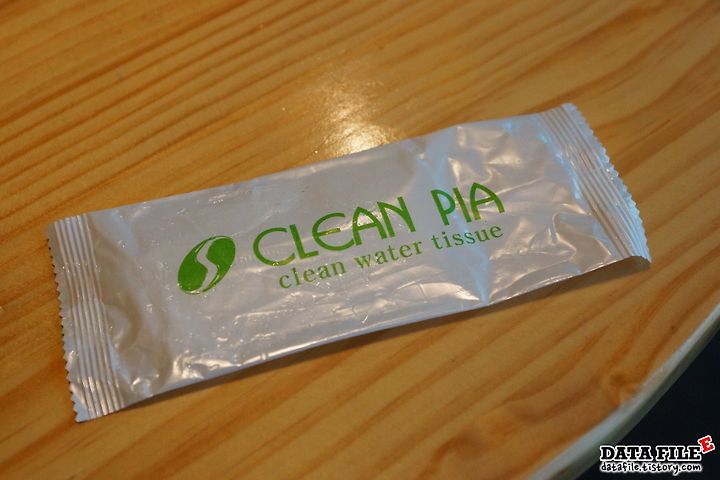 CLEAN PIA
clean water tissue
DATA FILE E
datafile.tistory.com